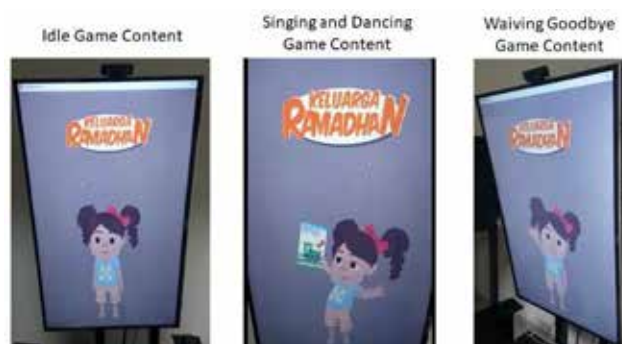 Idle Game Content
Singing and Dancing
Game Content
Waiving Goodbye
Game Content
KELUARGA
RAMADHAN
KELUARGA
RAMADHAN
KELUARGA
RAMADHAN